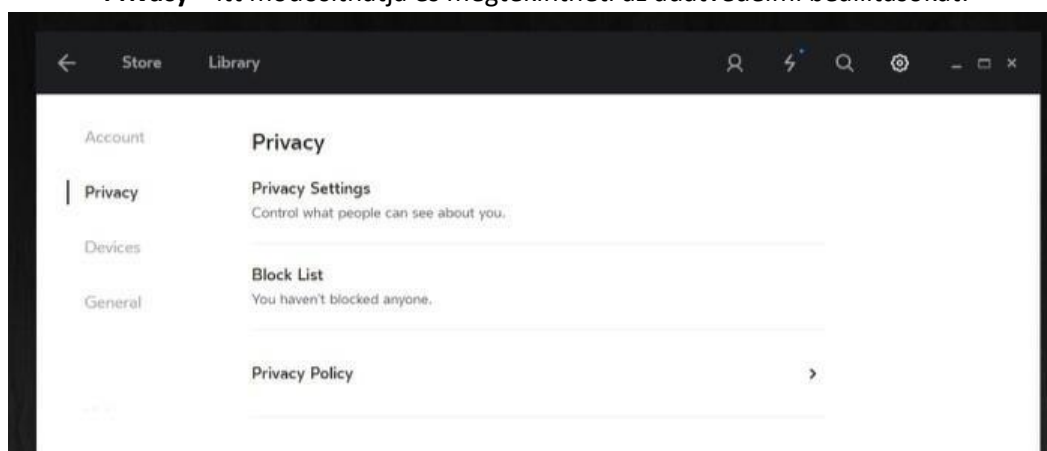 Privacy – Itt módosíthatja és megtekintheti az adatvédelmi beállításokat.
Store Library
Account
Privacy
Privacy
Privacy Settings
Control what people can see about you.
Devices
Block List
You haven't blocked anyone.
General
Privacy Policy